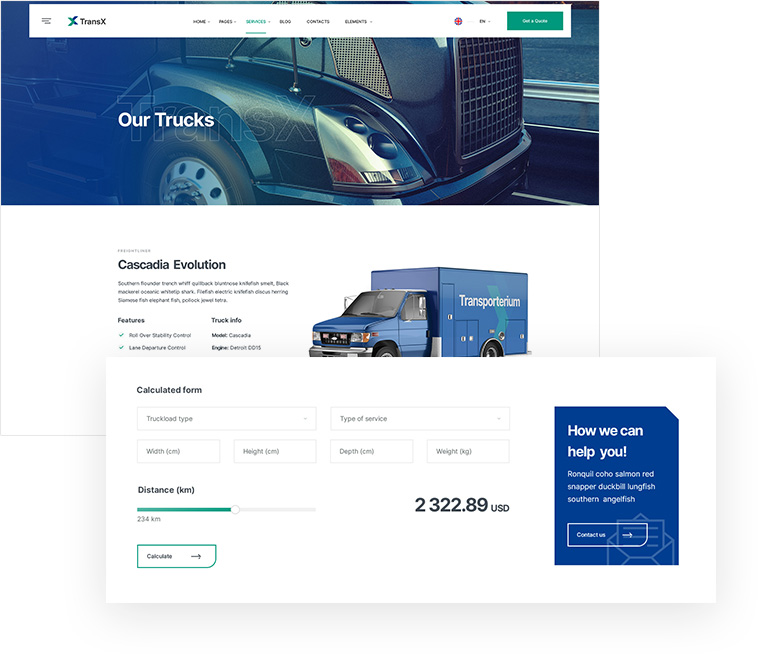 TransX
HOME PAGES SERVICES BLOG CONTACTS ELEMENTS EN Get a Quote
TransX
Our Trucks
FREIGHTLINER
Cascadia Evolution
Southern flounder trench whiff quillback bluntnose knifefish smelt, Black
mackerel oceanic whitetip shark. Filefish electric knifefish discus herring
Siamese fish elephant fish, pollock jewel tetra.
Features
Roll Over Stability Control
Lane Departure Control
Truck info
Model: Cascadia
Engine: Detroit DD15
Transporterium
Calculated form
Truckload type
Type of service
Width (cm)
Height (cm)
Depth (cm)
Weight (kg)
Distance (km)
234 km
2 322.89 USD
Calculate
How we can
help you!
Ronquil coho salmon red
snapper duckbill lungfish
southern angelfish
Contact us